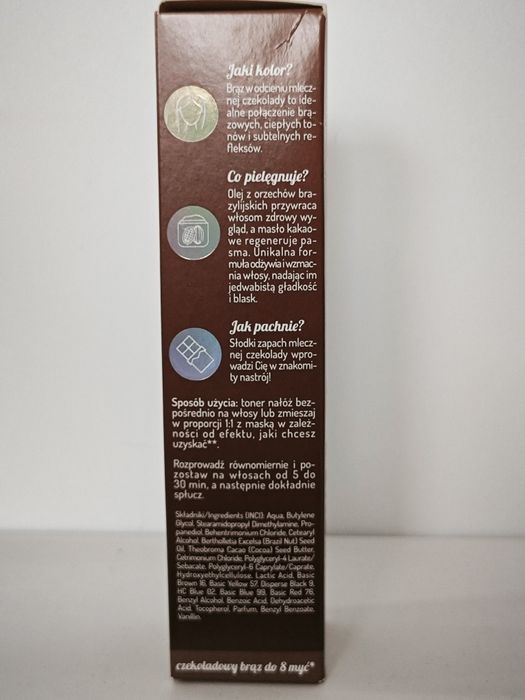 Jaki kolor?
Brąz w odcieniu mlecz-
nej czekolady to ide-
alne połączenie brą-
zowych, ciepłych to-
nów i subtelnych re-
fleksów.
Co pielęgnuje?
Olej z orzechów bra-
zylijskich przywraca
włosom zdrowy wy-
gląd, a masło kakao-
we regeneruje pa-
sma. Unikalna for-
muła odżywia i wzmac-
nia włosy, nadając im
jedwabistą gładkość
i blask.
Jak pachnie?
Słodki zapach mlecz-
nej czekolady wpro-
wadzi Cię w znakomi-
ty nastrój!
Sposób użycia: toner nałóż bez-
pośrednio na włosy lub zmieszaj
w proporcji 1:1 z maską w zależ-
ności od efektu, jaki chcesz
uzyskać**.
Rozprowadź równomiernie i po-
zostaw na włosach od 5 do
30 min, a następnie dokładnie
spłucz.
Składniki/Ingredients (INCI): Aqua, Butylene
Glycol, Stearamidopropyl Dimethylamine, Pro-
panediol, Behentrimonium Chloride, Cetearyl
Alcohol, Bertholletia Excelsa (Brazil Nut) Seed
Oil, Theobroma Cacao (Cocoa) Seed Butter,
Cetrimonium Chloride, Polyglyceryl-4 Laurate/
Sebacate, Polyglyceryl-6 Caprylate/Caprate,
Hydroxyethylcellulose, Lactic Acid, Basic
Brown 16, Basic Yellow 57, Disperse Black 9,
HC Blue 02, Basic Blue 99, Basic Red 76,
Benzyl Alcohol, Benzoic Acid, Dehydroacetic
Acid, Tocopherol, Parfum, Benzyl Benzoate,
Vanillin.
czekoladowy brąz do 8 myć*